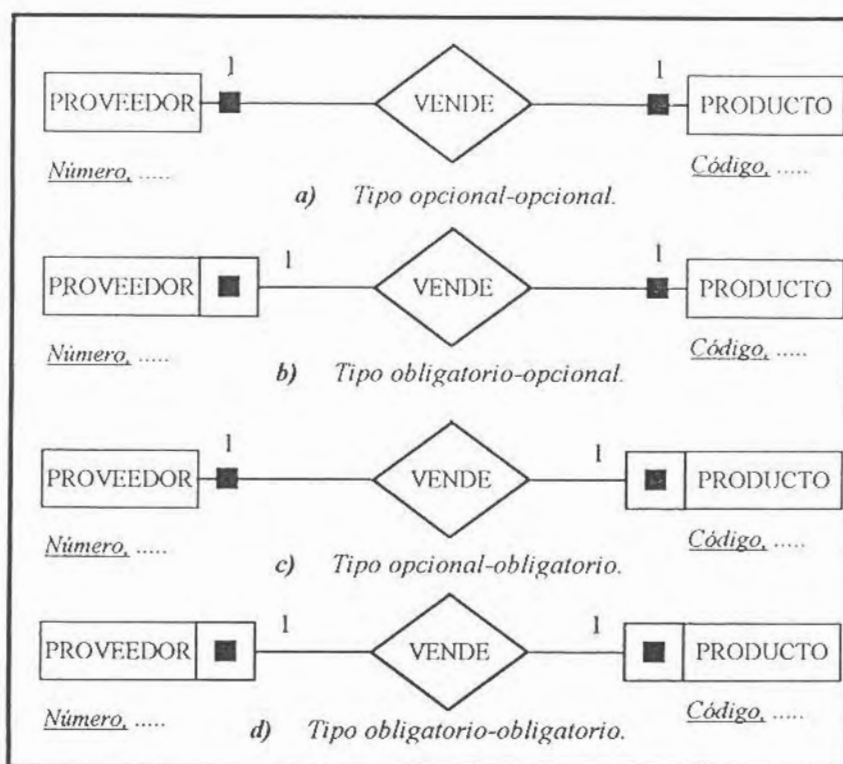 1 1
PROVEEDOR VENDE PRODUCTO
Número, ..... Código, .....
a) Tipo opcional-opcional.
1 1
PROVEEDOR VENDE PRODUCTO
Número, ..... Código, .....
b) Tipo obligatorio-opcional.
1 1
PROVEEDOR VENDE PRODUCTO
Número, ..... Código, .....
c) Tipo opcional-obligatorio.
1 1
PROVEEDOR VENDE PRODUCTO
Número, ..... Código, .....
d) Tipo obligatorio-obligatorio.